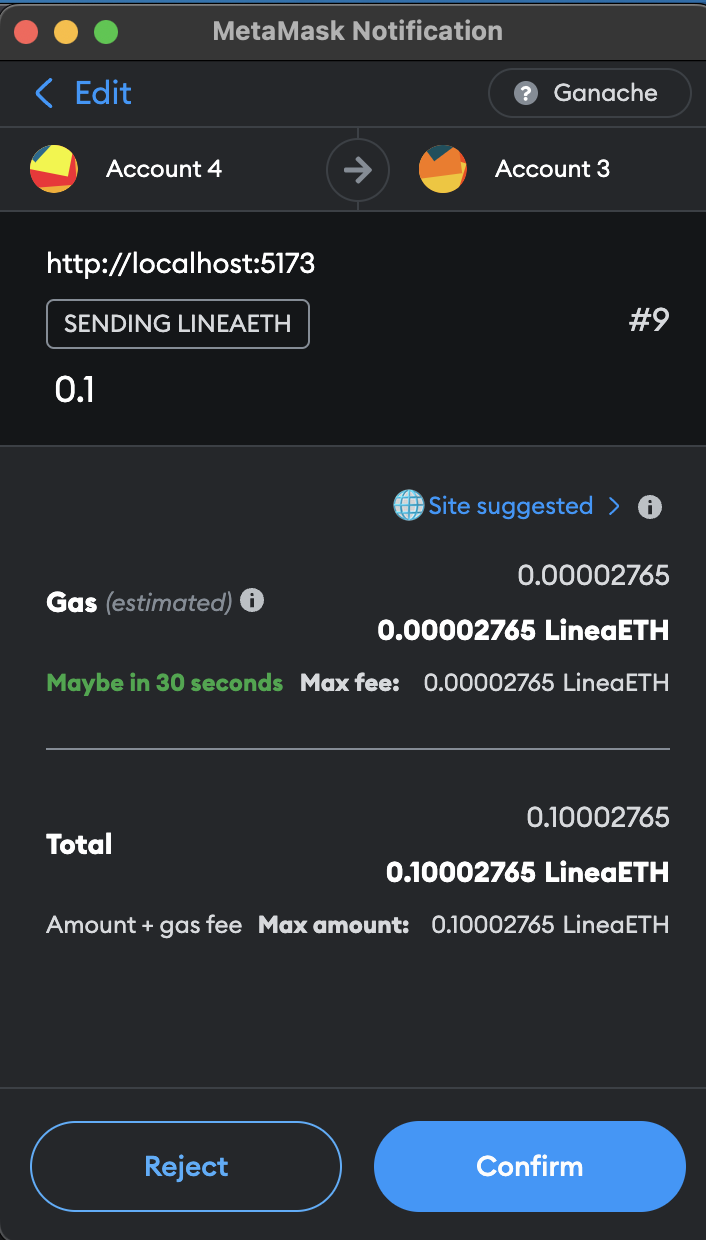 MetaMask Notification
Edit
Ganache
Account 4
Account 3
http://localhost:5173
SENDING LINEAETH
#9
0.1
Site suggested
0.00002765
Gas (estimated)
0.00002765 LineaETH
Maybe in 30 seconds Max fee: 0.00002765 LineaETH
0.10002765
Total
0.10002765 LineaETH
Amount + gas fee Max amount: 0.10002765 LineaETH
Reject
Confirm